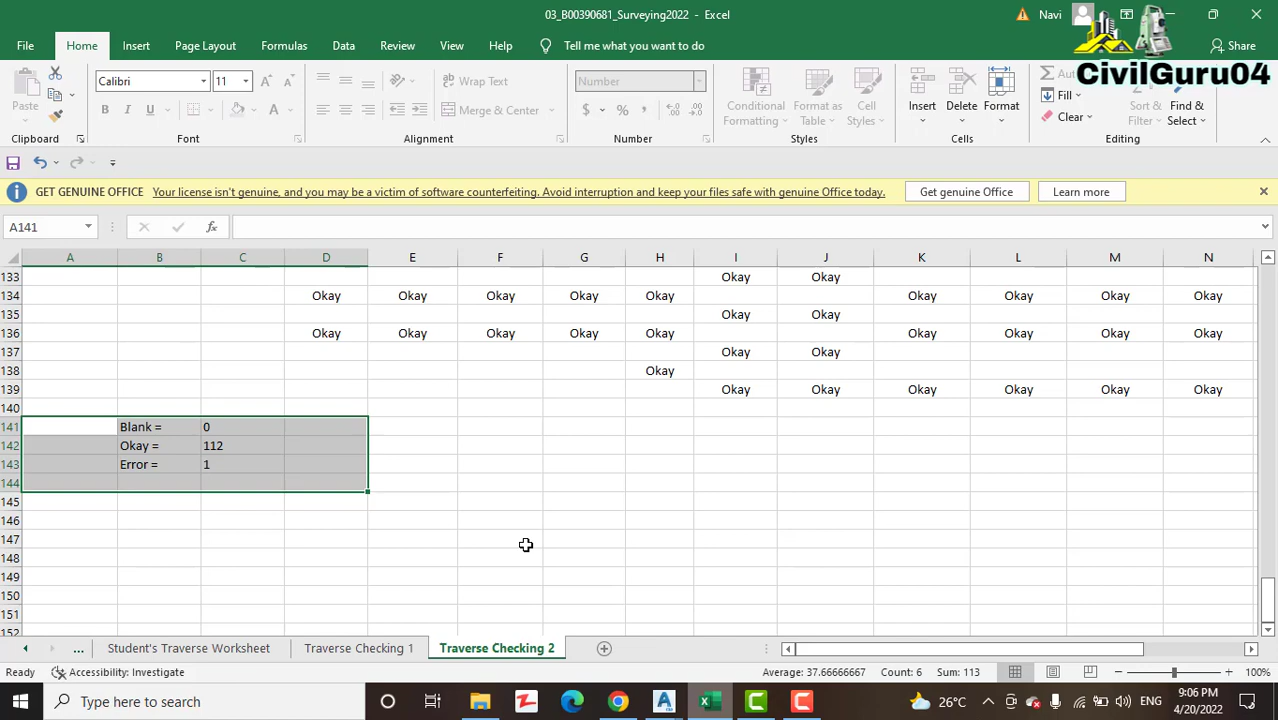 03_B00390681_Surveying2022 - Excel
Navi
File Home Insert Page Layout Formulas Data Review View Help Tell me what you want to do Share
CivilGuru04
Paste
Calibri 11
B I U
A A
Wrap Text
Merge & Center
Number
$ % ,
Conditional Formatting
Format as Table
Cell Styles
Insert Delete Format
Fill
Clear
Sort & Filter
Find & Select
Clipboard Font Alignment Number Styles Cells Editing
GET GENUINE OFFICE Your license isn't genuine, and you may be a victim of software counterfeiting. Avoid interruption and keep your files safe with genuine Office today. Get genuine Office Learn more
A141 fx
A B C D E F G H I J K L M N
133 Okay Okay
134 Okay Okay Okay Okay Okay Okay Okay Okay Okay
135 Okay Okay
136 Okay Okay Okay Okay Okay Okay Okay Okay Okay
137 Okay Okay
138 Okay
139 Okay Okay Okay Okay Okay Okay
140
141 Blank = 0
142 Okay = 112
143 Error = 1
144
145
146
147
148
149
150
151
152
... Student's Traverse Worksheet Traverse Checking 1 Traverse Checking 2
Ready Accessibility: Investigate Average: 37.66666667 Count: 6 Sum: 113 100%
Type here to search
26°C ENG 9:06 PM
4/20/2022